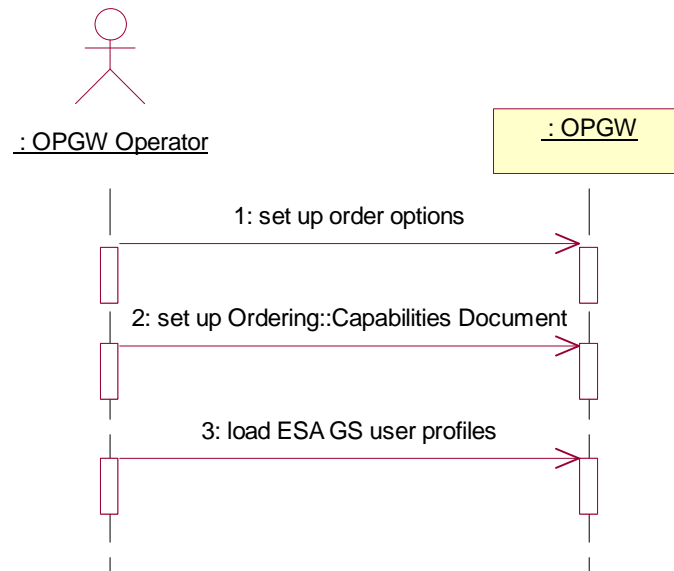 : OPGW Operator
: OPGW
1: set up order options
2: set up Ordering::Capabilities Document
3: load ESA GS user profiles